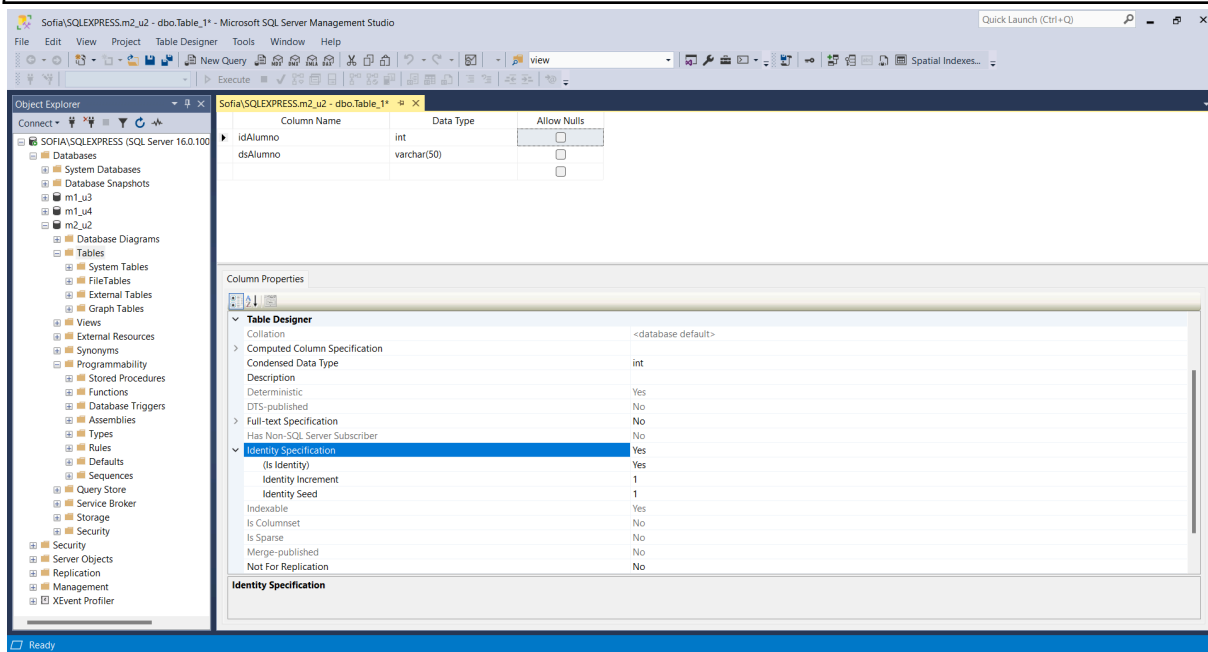 Sofia\SQLEXPRESS.m2_u2 - dbo.Table_1* - Microsoft SQL Server Management Studio
Quick Launch (Ctrl+Q)
File Edit View Project Table Designer Tools Window Help
New Query
view
Spatial Indexes...
Execute
Object Explorer
Sofia\SQLEXPRESS.m2_u2 - dbo.Table_1*
Connect
Column Name Data Type Allow Nulls
idAlumno int
dsAlumno varchar(50)
SOFIA\SQLEXPRESS (SQL Server 16.0.100
Databases
System Databases
Database Snapshots
m1_u3
m1_u4
m2_u2
Database Diagrams
Tables
System Tables
FileTables
External Tables
Graph Tables
Views
External Resources
Synonyms
Programmability
Stored Procedures
Functions
Database Triggers
Assemblies
Types
Rules
Defaults
Sequences
Query Store
Service Broker
Storage
Security
Security
Server Objects
Replication
Management
XEvent Profiler
Column Properties
Table Designer
Collation <database default>
Computed Column Specification
Condensed Data Type int
Description
Deterministic Yes
DTS-published No
Full-text Specification No
Has Non-SQL Server Subscriber No
Identity Specification Yes
(Is Identity) Yes
Identity Increment 1
Identity Seed 1
Indexable Yes
Is Columnset No
Is Sparse No
Merge-published No
Not For Replication No
Identity Specification
Ready